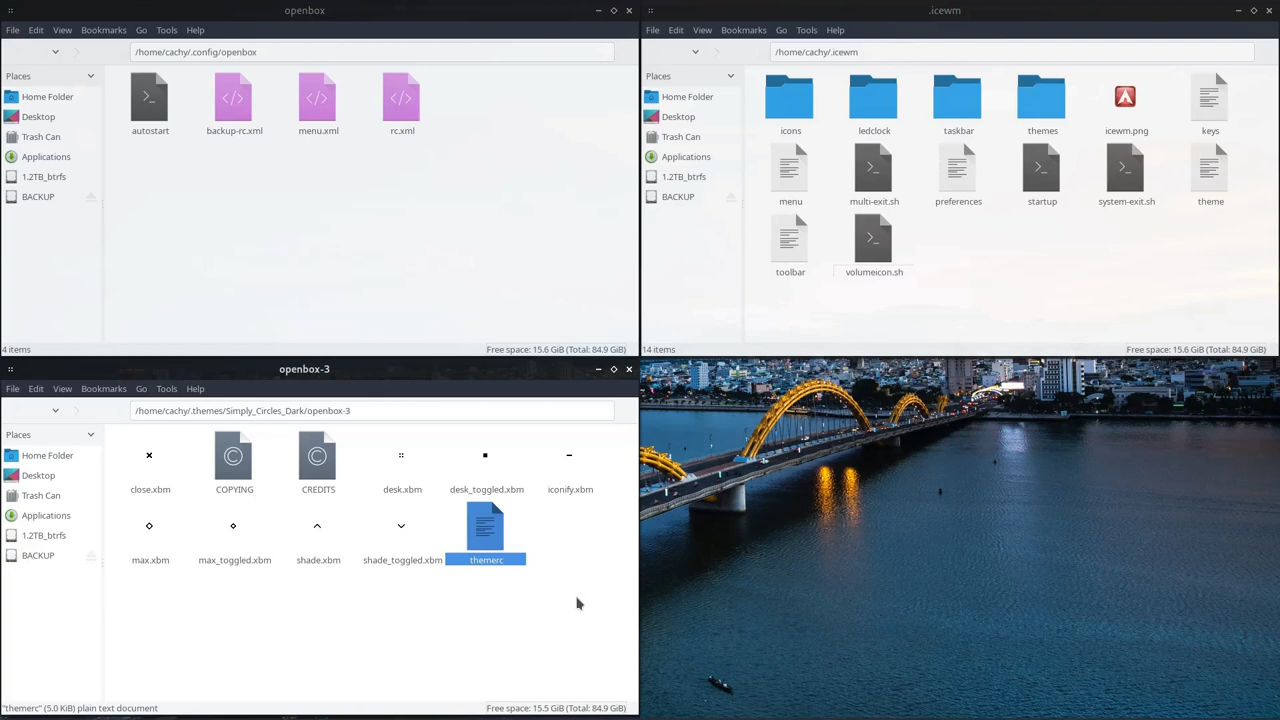 openbox
File Edit View Bookmarks Go Tools Help
/home/cachy/.config/openbox
Places
Home Folder
Desktop
Trash Can
Applications
1.2TB_btrfs
BACKUP
autostart backup-rc.xml menu.xml rc.xml
4 items Free space: 15.6 GiB (Total: 84.9 GiB)
.icewm
File Edit View Bookmarks Go Tools Help
/home/cachy/.icewm
Places
Home Folder
Desktop
Trash Can
Applications
1.2TB_btrfs
BACKUP
icons ledclock taskbar themes icewm.png keys
menu multi-exit.sh preferences startup system-exit.sh theme
toolbar volumeicon.sh
14 items Free space: 15.6 GiB (Total: 84.9 GiB)
openbox-3
File Edit View Bookmarks Go Tools Help
/home/cachy/.themes/Simply_Circles_Dark/openbox-3
Places
Home Folder
Desktop
Trash Can
Applications
1.2TB_btrfs
BACKUP
close.xbm COPYING CREDITS desk.xbm desk_toggled.xbm iconify.xbm
max.xbm max_toggled.xbm shade.xbm shade_toggled.xbm themerc
"themerc" (5.0 KiB) plain text document Free space: 15.5 GiB (Total: 84.9 GiB)